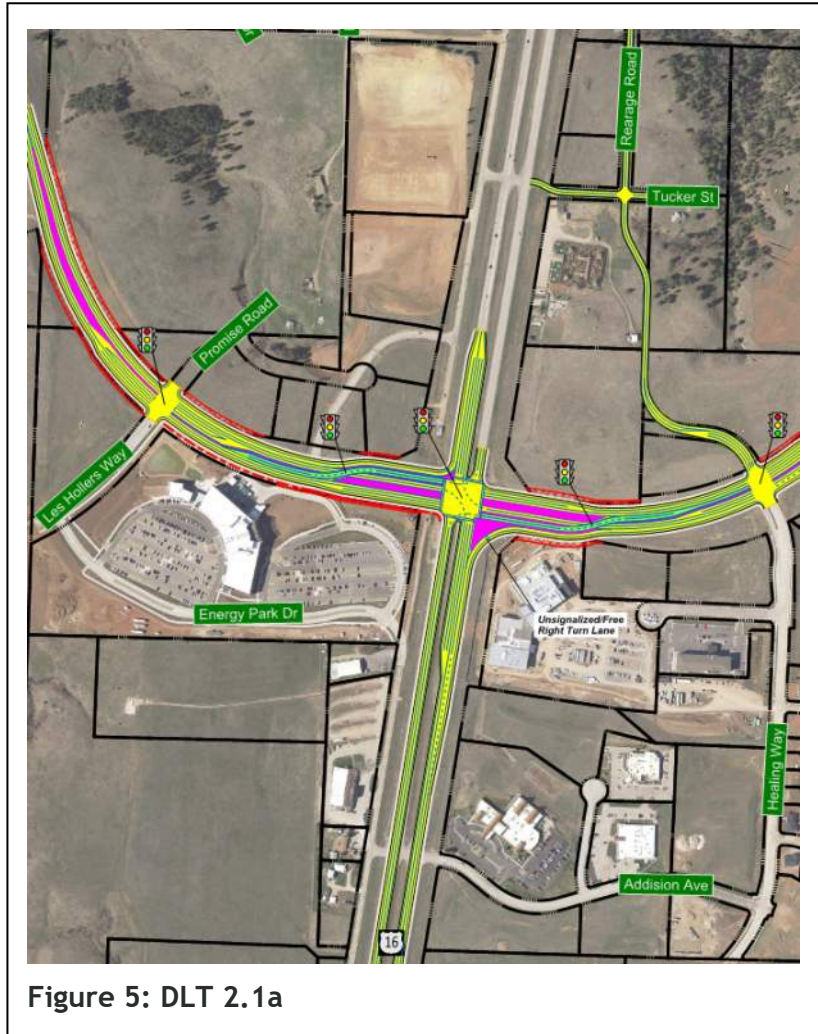 Rearage Road
Tucker St
Promise Road
Les Hollers Way
Energy Park Dr
Unsignalized/Free
Right Turn Lane
Healing Way
Addision Ave
16
Figure 5: DLT 2.1a